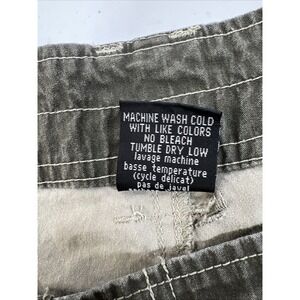 MACHINE WASH COLD
WITH LIKE COLORS
NO BLEACH
TUMBLE DRY LOW
lavage machine
basse temperature
(cycle delicat)
pas de javel